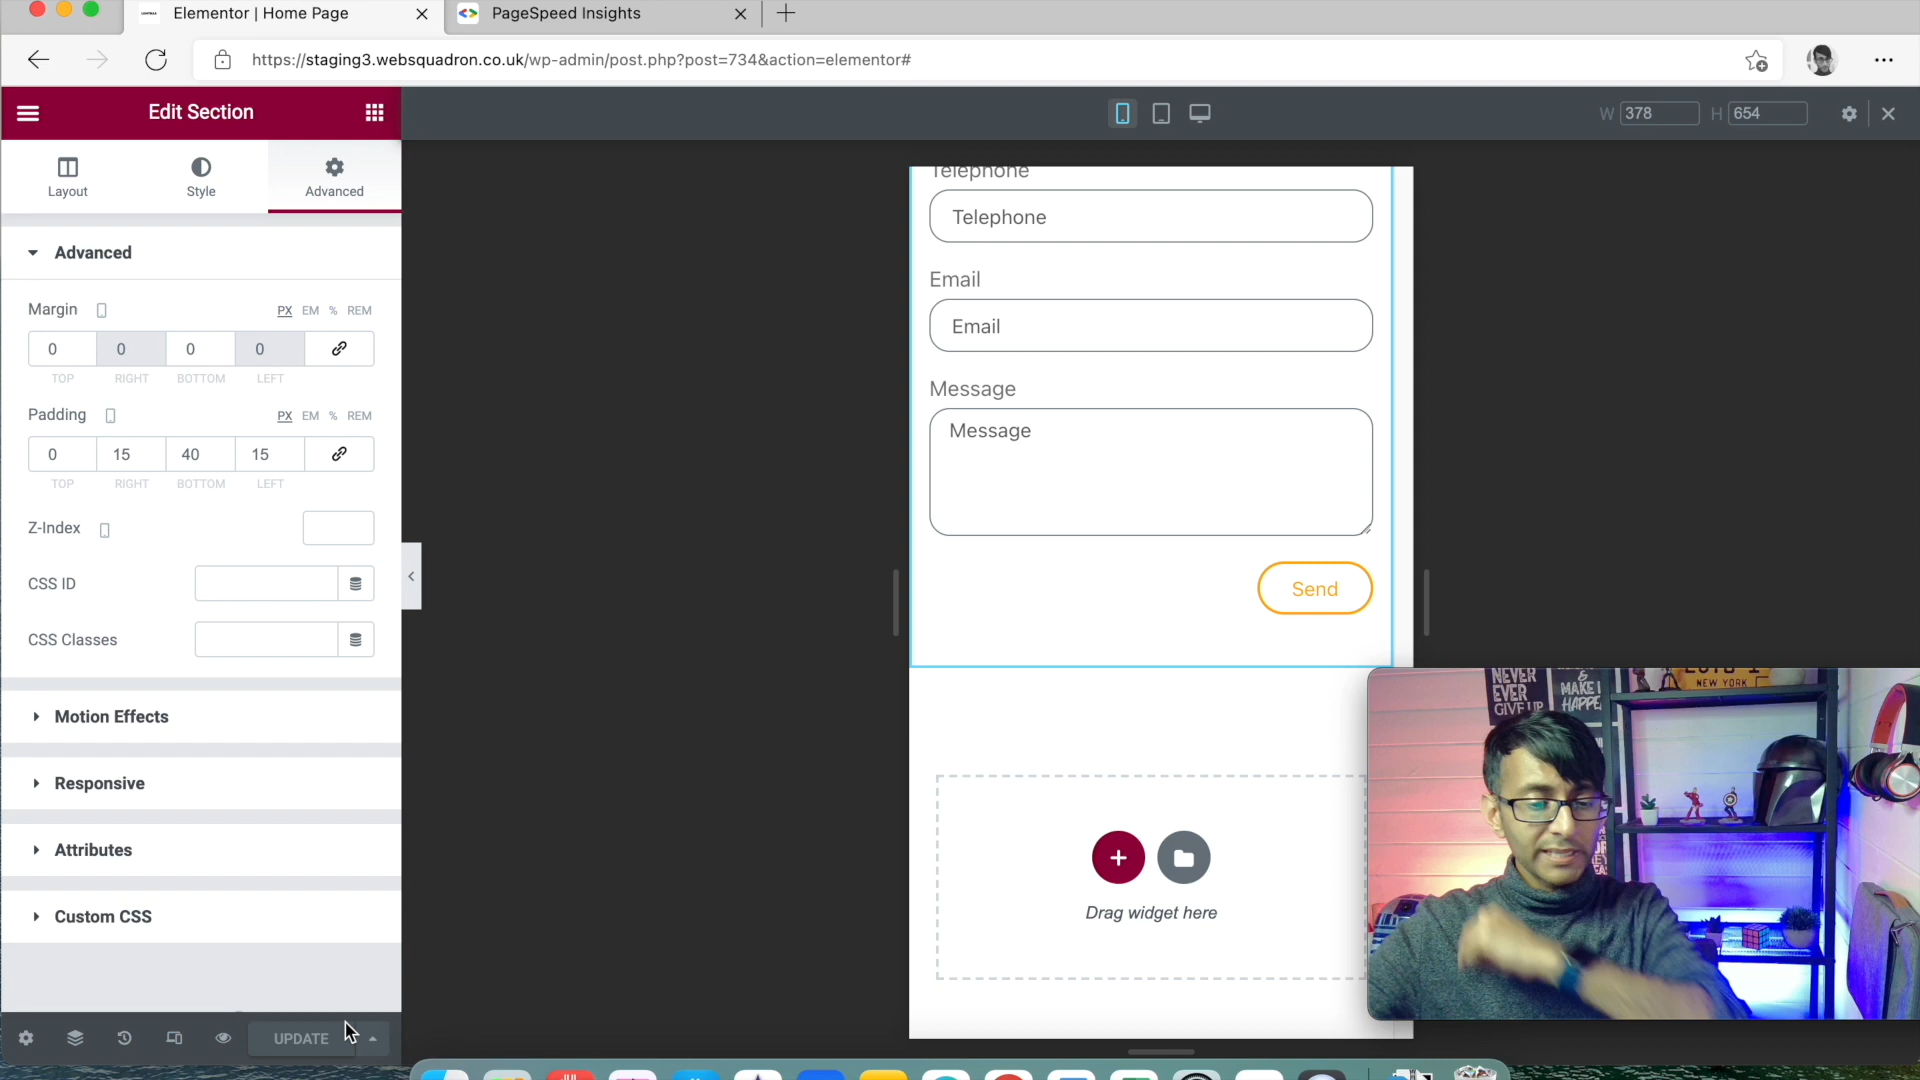 Elementor | Home Page
PageSpeed Insights
https://staging3.websquadron.co.uk/wp-admin/post.php?post=734&action=elementor#
Edit Section
W 378 H 654
Layout
Style
Advanced
Advanced
Margin PX EM % REM
0 0 0 0
TOP RIGHT BOTTOM LEFT
Padding PX EM % REM
0 15 40 15
TOP RIGHT BOTTOM LEFT
Z-Index
CSS ID
CSS Classes
Motion Effects
Responsive
Attributes
Custom CSS
UPDATE
Telephone
Telephone
Email
Email
Message
Message
Send
Drag widget here
NEVER
EVER
GIVE UP
&
MAKE I
HAPPE
NEW YORK